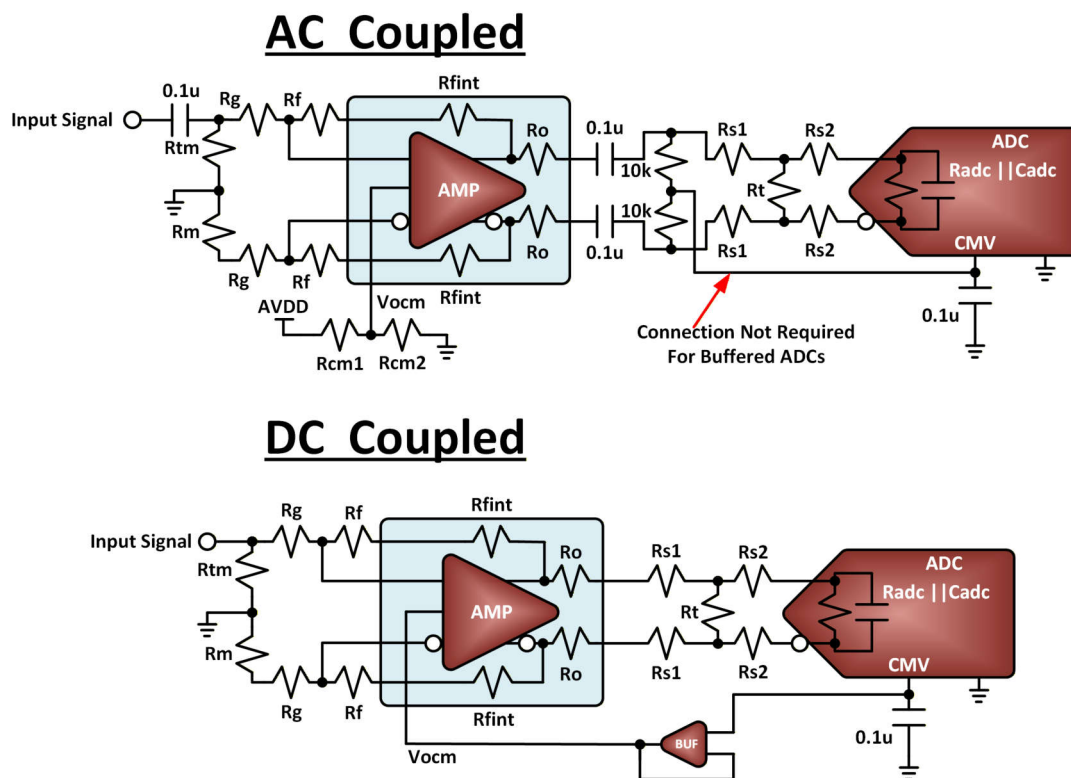 AC Coupled
0.1u
Rg
Rf
Rfint
Input Signal
Rtm
Ro
0.1u
Rs1
Rs2
ADC
Radc ||Cadc
10k
AMP
Rt
10k
Rm
Ro
0.1u
Rs1
Rs2
CMV
Rg
Rf
Rfint
AVDD
Vocm
0.1u
Rcm1
Rcm2
Connection Not Required
For Buffered ADCs
DC Coupled
Rfint
Input Signal
Rg
Rf
Ro
Rs1
Rs2
ADC
Radc ||Cadc
Rtm
AMP
Rt
Rm
Ro
Rs1
Rs2
CMV
Rg
Rf
Rfint
0.1u
BUF
Vocm